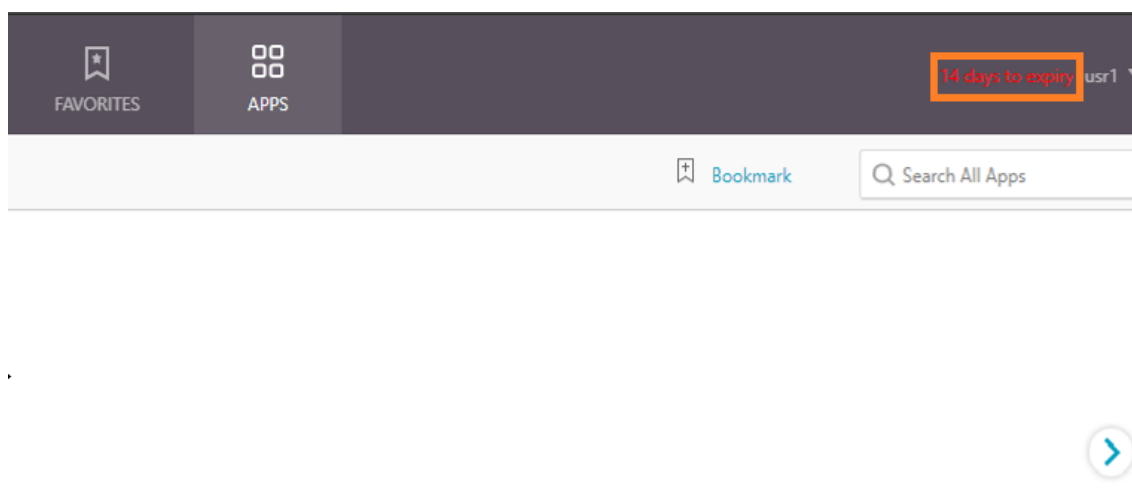 FAVORITES
APPS
14 days to expiry
usr1
Bookmark
Search All Apps